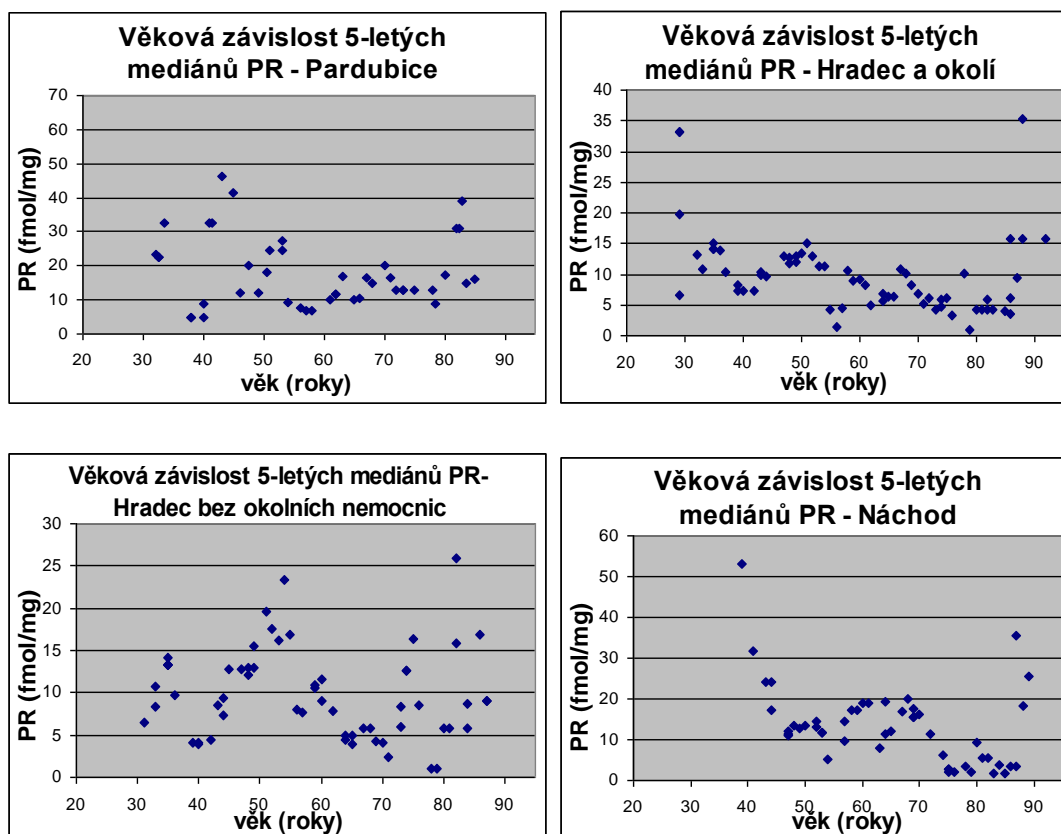 Věková závislost 5-letých
mediánů PR - Pardubice
70
60
50
40
30
20
10
0
PR (fmol/mg)
20 30 40 50 60 70 80 90
věk (roky)
Věková závislost 5-letých
mediánů PR - Hradec a okolí
40
35
30
25
20
15
10
5
0
PR (fmol/mg)
20 30 40 50 60 70 80 90
věk (roky)
Věková závislost 5-letých mediánů PR-
Hradec bez okolních nemocnic
30
25
20
15
10
5
0
PR (fmol/mg)
20 30 40 50 60 70 80 90
věk (roky)
Věková závislost 5-letých
mediánů PR - Náchod
60
50
40
30
20
10
0
PR (fmol/mg)
20 30 40 50 60 70 80 90
věk (roky)